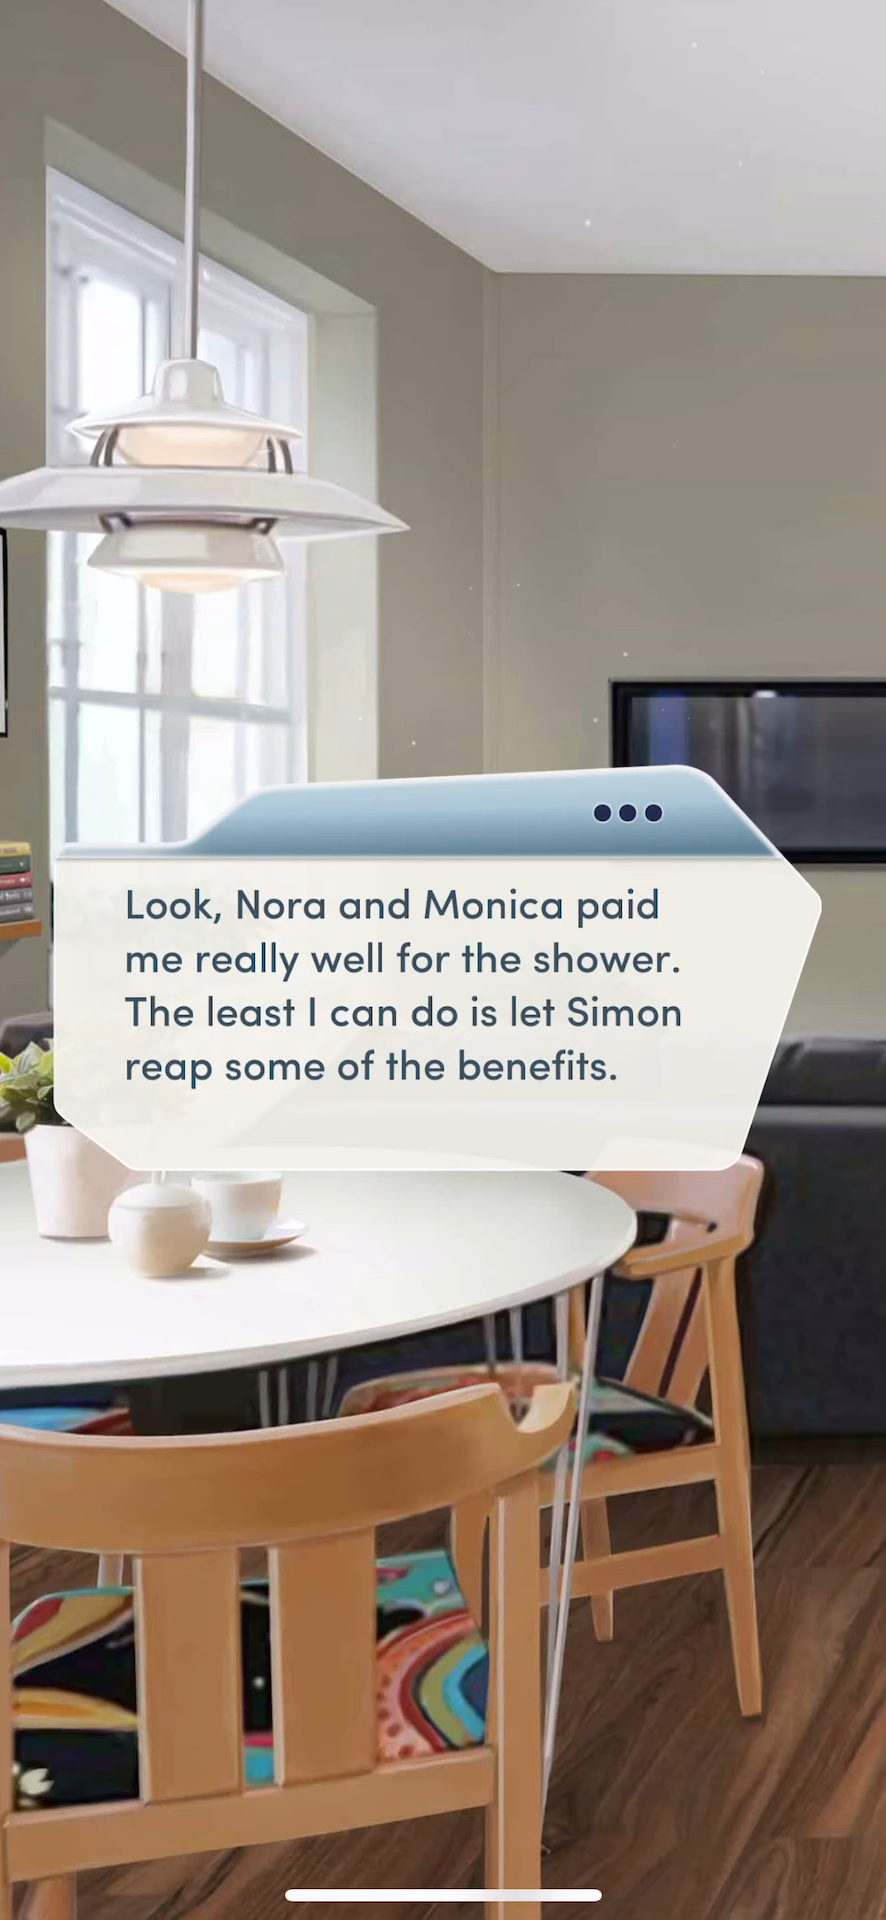 Look, Nora and Monica paid
me really well for the shower.
The least I can do is let Simon
reap some of the benefits.